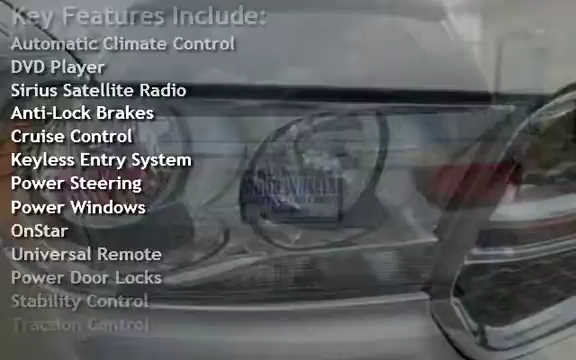 Key Features Include:
Automatic Climate Control
DVD Player
Sirius Satellite Radio
Anti-Lock Brakes
Cruise Control
Keyless Entry System
Power Steering
Power Windows
OnStar
Universal Remote
Power Door Locks
Stability Control
Traction Control